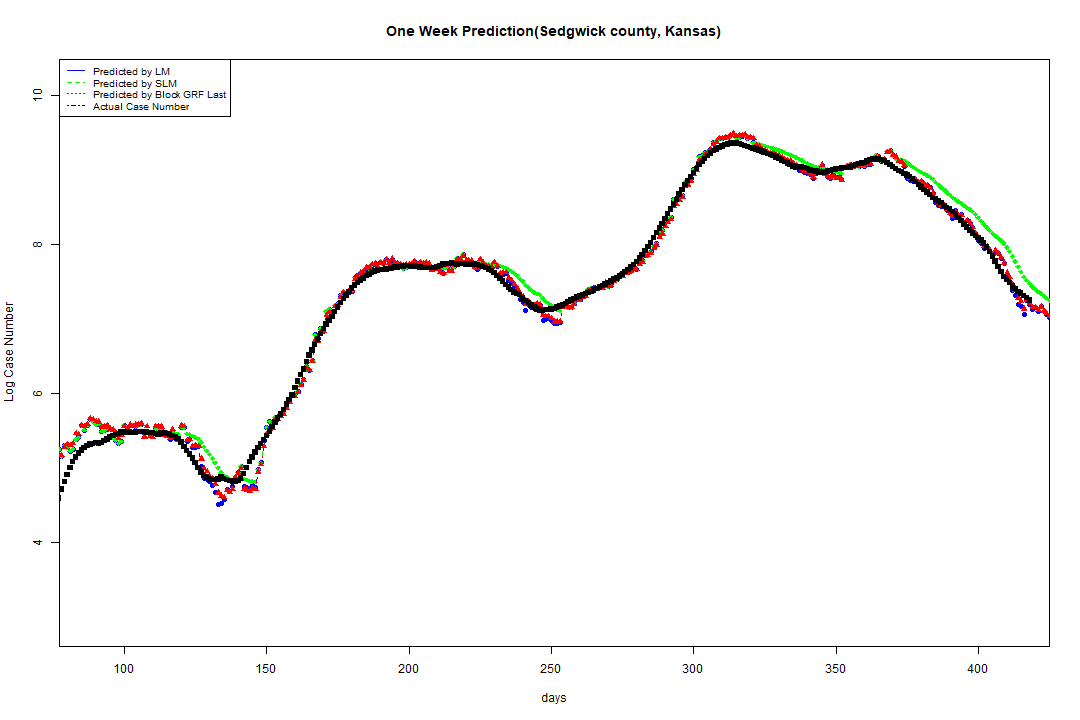 One Week Prediction(Sedgwick county, Kansas)
Predicted by LM
Predicted by SLM
Predicted by Block GRF Last
Actual Case Number
10
8
6
4
Log Case Number
100 150 200 250 300 350 400
days